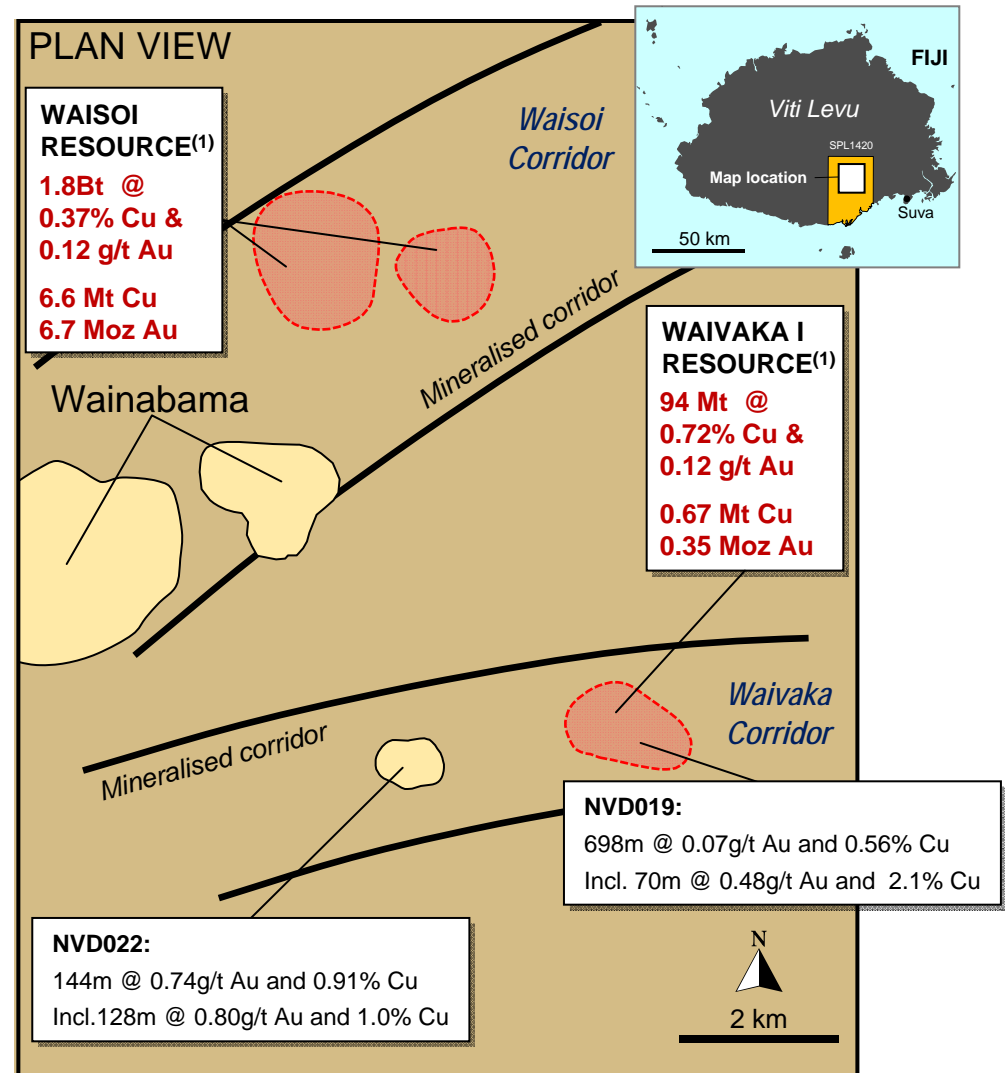 PLAN VIEW
FIJI
Viti Levu
SPL1420
Map location
Suva
50 km
WAISOI
RESOURCE(1)
1.8Bt @
0.37% Cu &
0.12 g/t Au
6.6 Mt Cu
6.7 Moz Au
Waisoi
Corridor
Mineralised corridor
WAIVAKA I
RESOURCE(1)
94 Mt @
0.72% Cu &
0.12 g/t Au
0.67 Mt Cu
0.35 Moz Au
Wainabama
Waivaka
Corridor
Mineralised corridor
NVD019:
698m @ 0.07g/t Au and 0.56% Cu
Incl. 70m @ 0.48g/t Au and 2.1% Cu
NVD022:
144m @ 0.74g/t Au and 0.91% Cu
Incl.128m @ 0.80g/t Au and 1.0% Cu
N
2 km